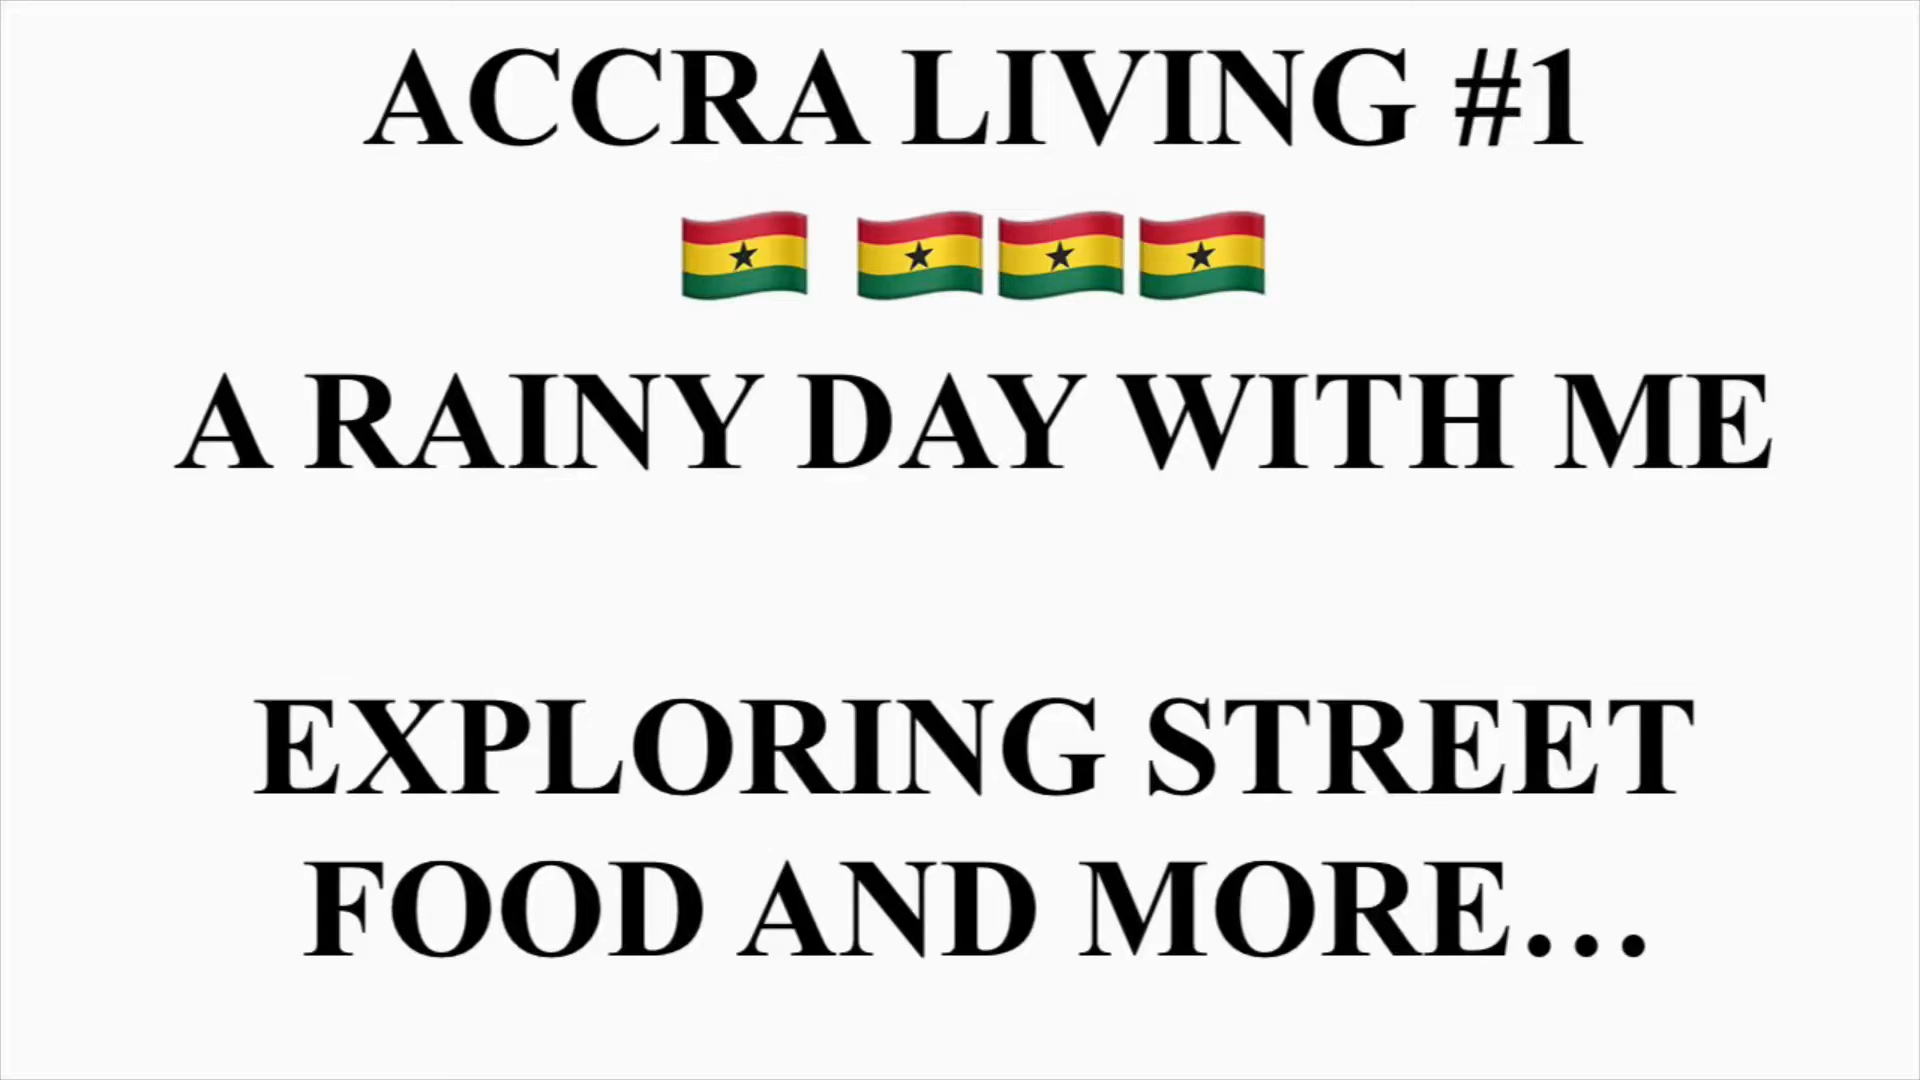 ACCRA LIVING #1
🇬🇭 🇬🇭🇬🇭🇬🇭
A RAINY DAY WITH ME
EXPLORING STREET
FOOD AND MORE…